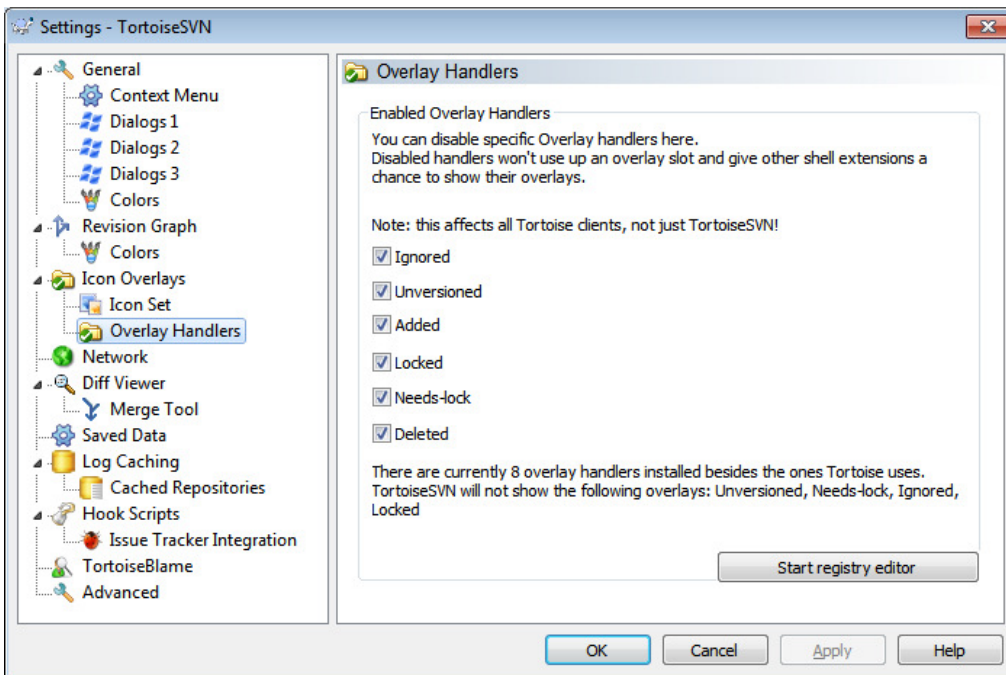 Settings - TortoiseSVN
General
Context Menu
Dialogs 1
Dialogs 2
Dialogs 3
Colors
Revision Graph
Colors
Icon Overlays
Icon Set
Overlay Handlers
Network
Diff Viewer
Merge Tool
Saved Data
Log Caching
Cached Repositories
Hook Scripts
Issue Tracker Integration
TortoiseBlame
Advanced
Overlay Handlers
Enabled Overlay Handlers
You can disable specific Overlay handlers here.
Disabled handlers won't use up an overlay slot and give other shell extensions a
chance to show their overlays.
Note: this affects all Tortoise clients, not just TortoiseSVN!
Ignored
Unversioned
Added
Locked
Needs-lock
Deleted
There are currently 8 overlay handlers installed besides the ones Tortoise uses.
TortoiseSVN will not show the following overlays: Unversioned, Needs-lock, Ignored,
Locked
Start registry editor
OK
Cancel
Apply
Help